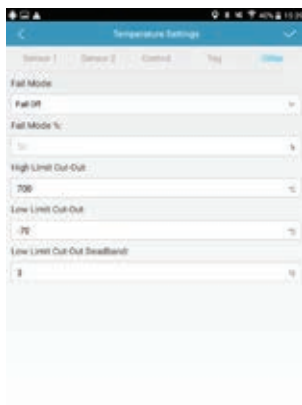 Temperature Settings
Sensor 1 Sensor 2 Control Tag Other
Fail Mode:
Fail Off
Fail Mode %:
%
High Limit Cut-Out:
700
Low Limit Cut-Out:
-70
Low Limit Cut-Out Deadband:
3